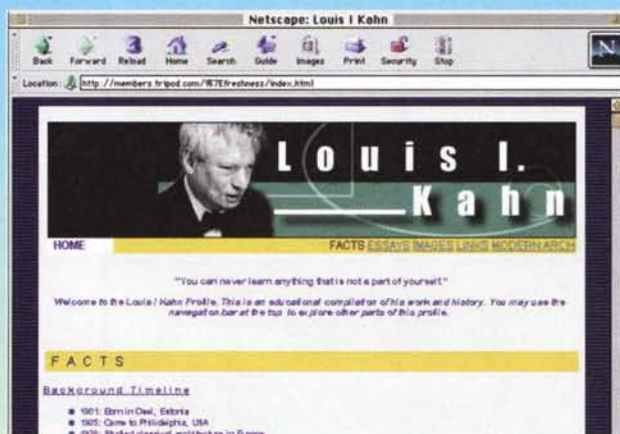 Netscape: Louis I Kahn
Back Forward Reload Home Search Guide Images Print Security Stop
N
Location: http://members.tripod.com/%7Efreshness/index.html
Louis I.
Kahn
HOME FACTS ESSAYS IMAGES LINKS MODERN ARCH
"You can never learn anything that is not a part of yourself"
Welcome to the Louis I Kahn Profile. This is an educational compilation of his work and history. You may use the
navegation bar at the top to explore other parts of this profile.
FACTS
Background Timeline
1901: Born in Osel, Estonia
1905: Came to Philidelphia, USA